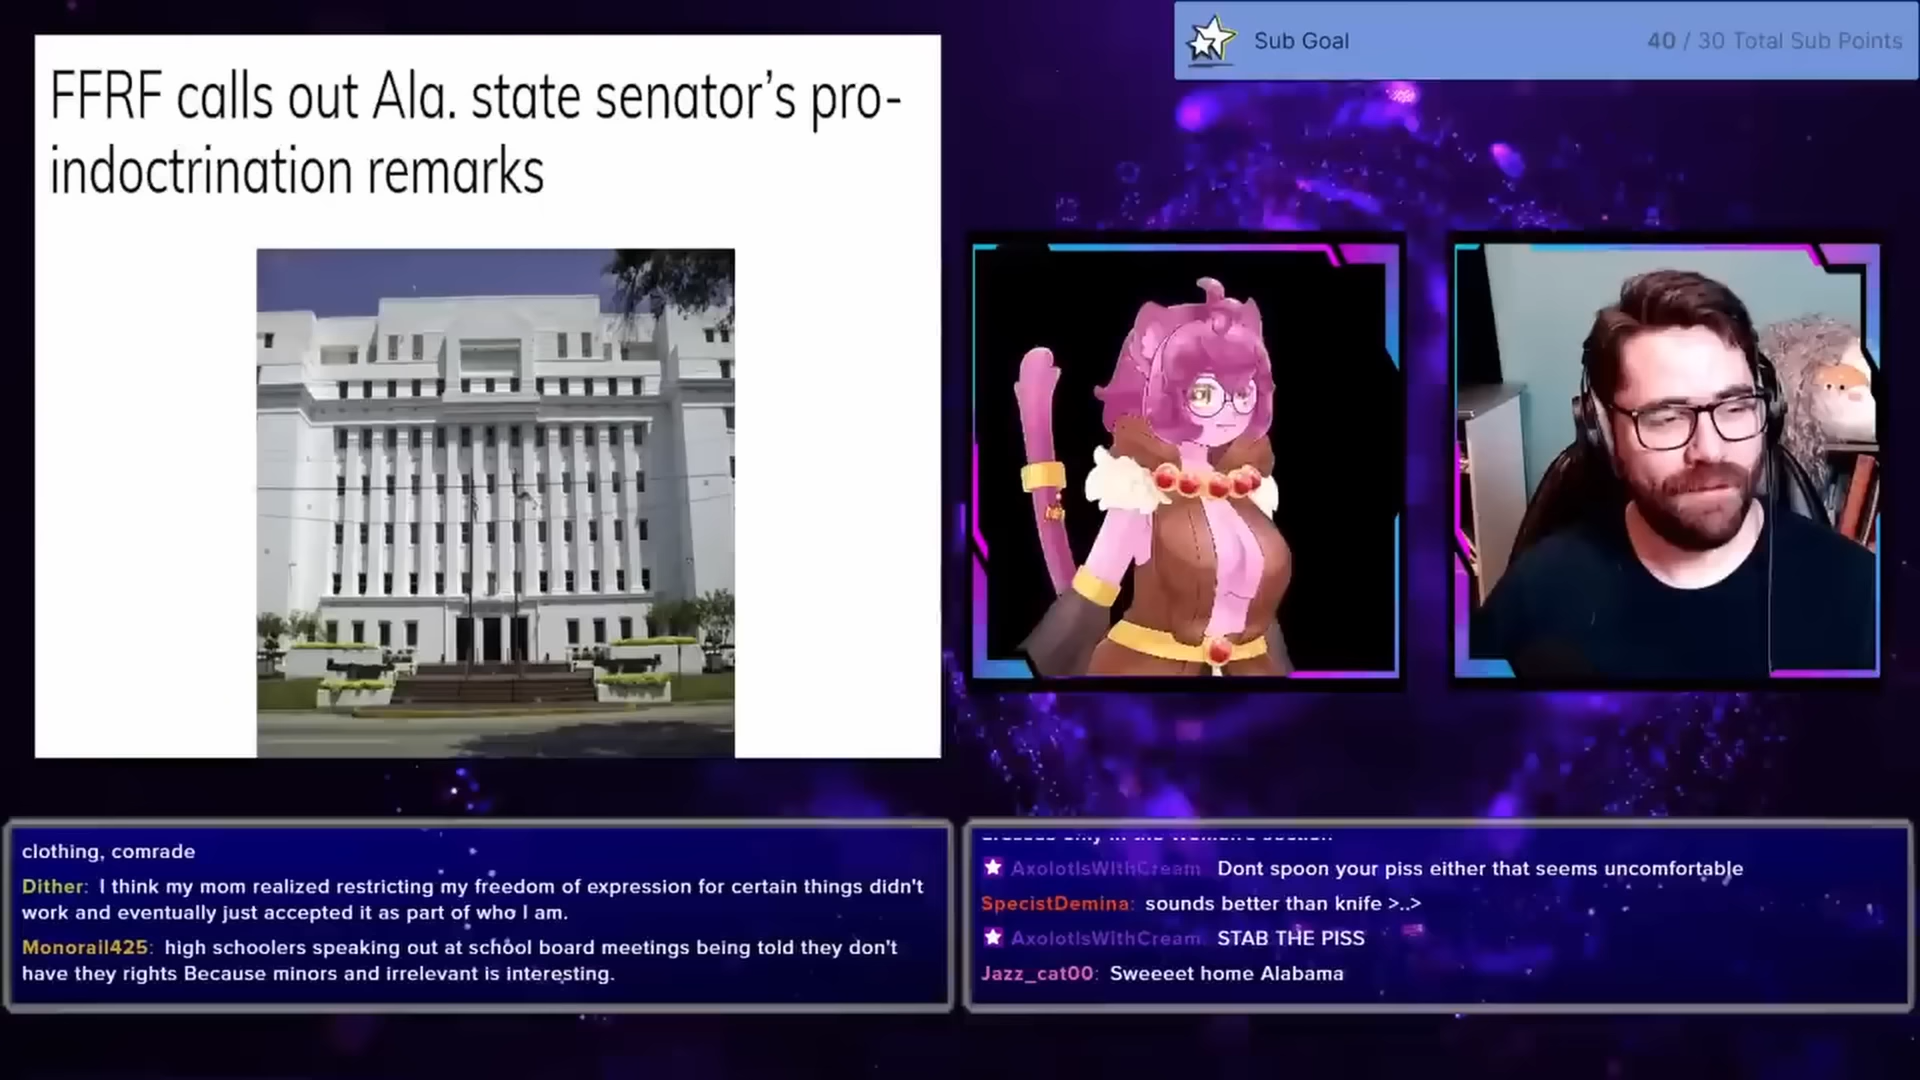 Sub Goal
40 / 30 Total Sub Points
FFRF calls out Ala. state senator’s pro-
indoctrination remarks
clothing, comrade
Dither: I think my mom realized restricting my freedom of expression for certain things didn't
work and eventually just accepted it as part of who I am.
Monorail425: high schoolers speaking out at school board meetings being told they don't
have they rights Because minors and irrelevant is interesting.
AxolotlsWithCream: Dont spoon your piss either that seems uncomfortable
SpecistDemina: sounds better than knife >..>
AxolotlsWithCream: STAB THE PISS
Jazz_cat00: Sweeeet home Alabama